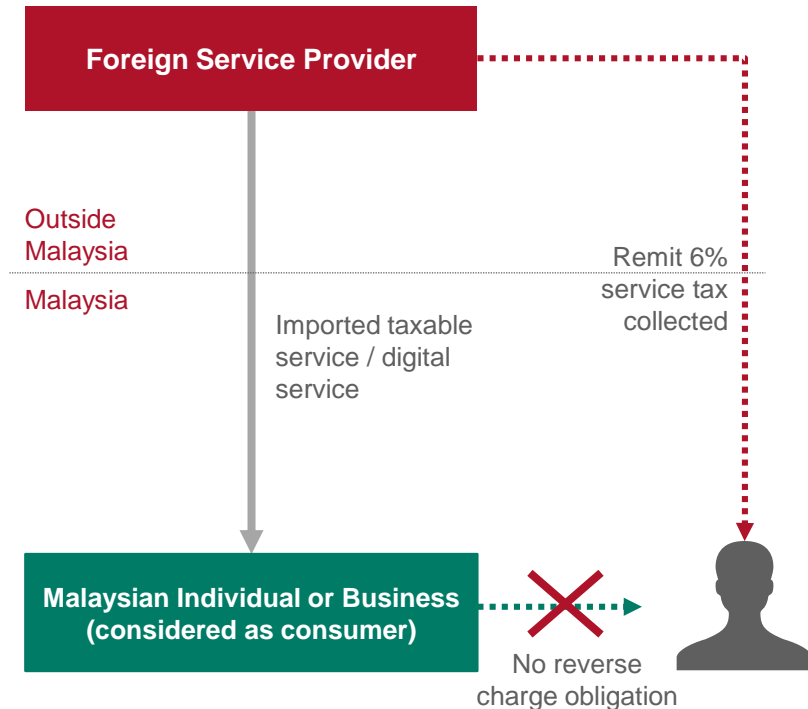 Foreign Service Provider
Outside
Malaysia
Malaysia
Remit 6%
service tax
collected
Imported taxable
service / digital
service
Malaysian Individual or Business
(considered as consumer)
No reverse
charge obligation